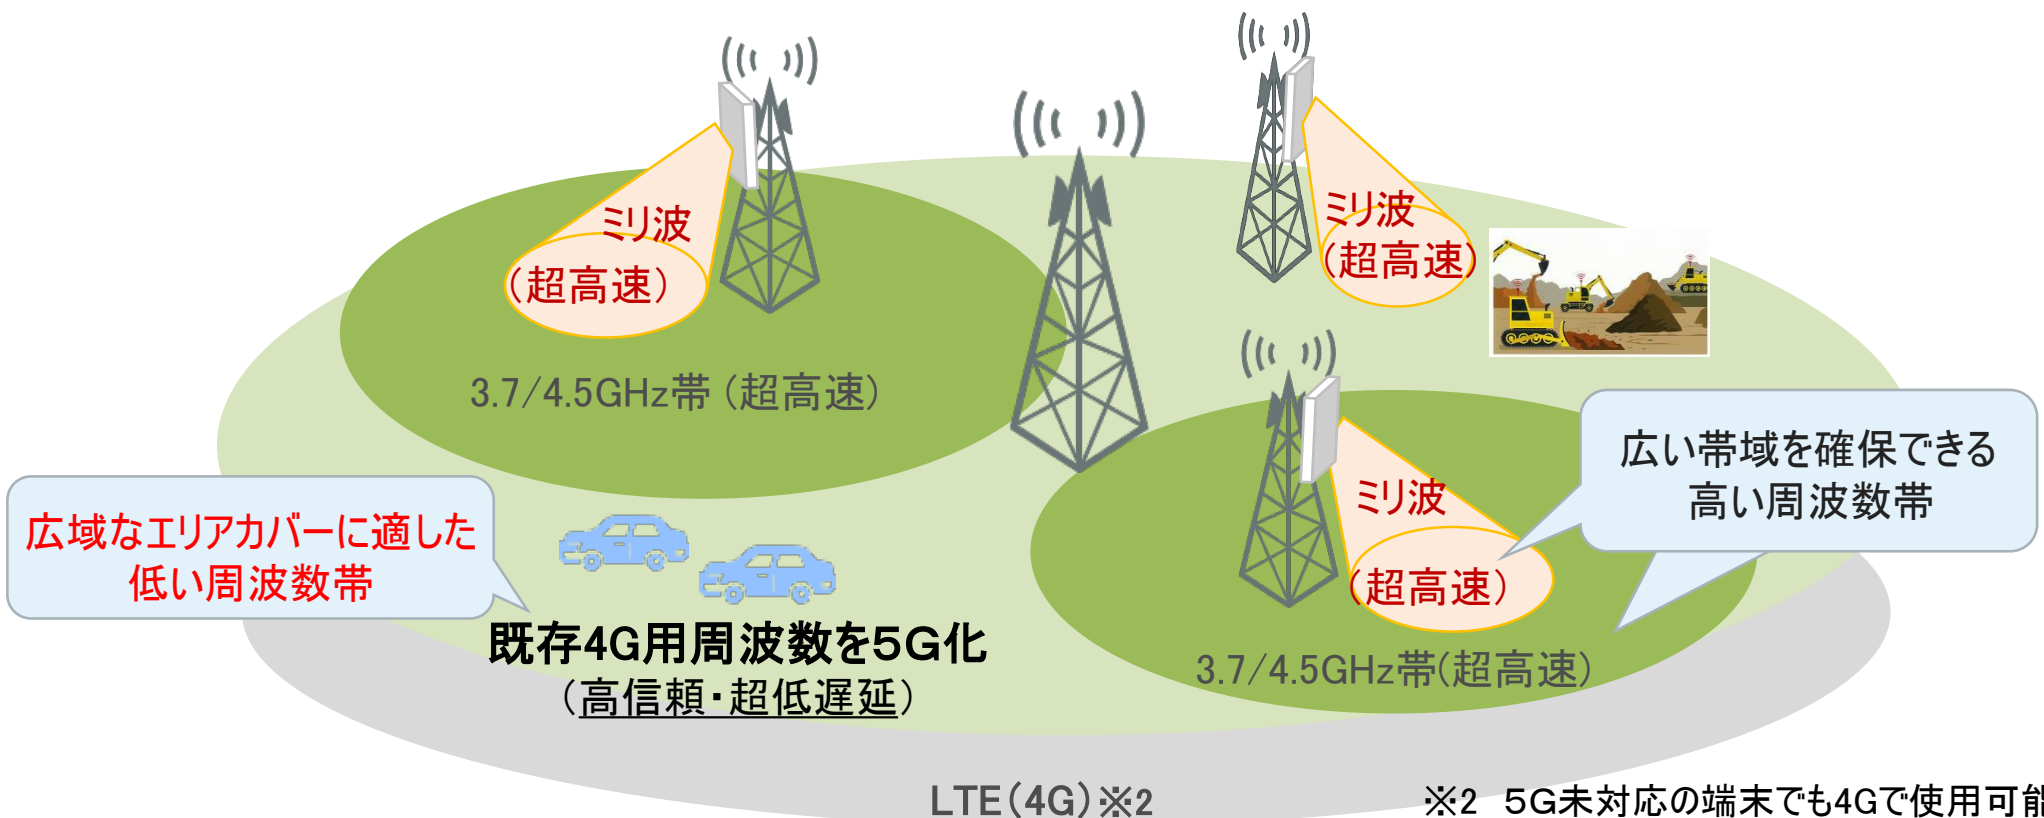 ミリ波
(超高速)
ミリ波
(超高速)
3.7/4.5GHz帯(超高速)
広い帯域を確保できる
高い周波数帯
ミリ波
(超高速)
広域なエリアカバーに適した
低い周波数帯
既存4G用周波数を5G化
(高信頼・超低遅延)
3.7/4.5GHz帯(超高速)
LTE(4G)※2
※2 5G未対応の端末でも4Gで使用可能